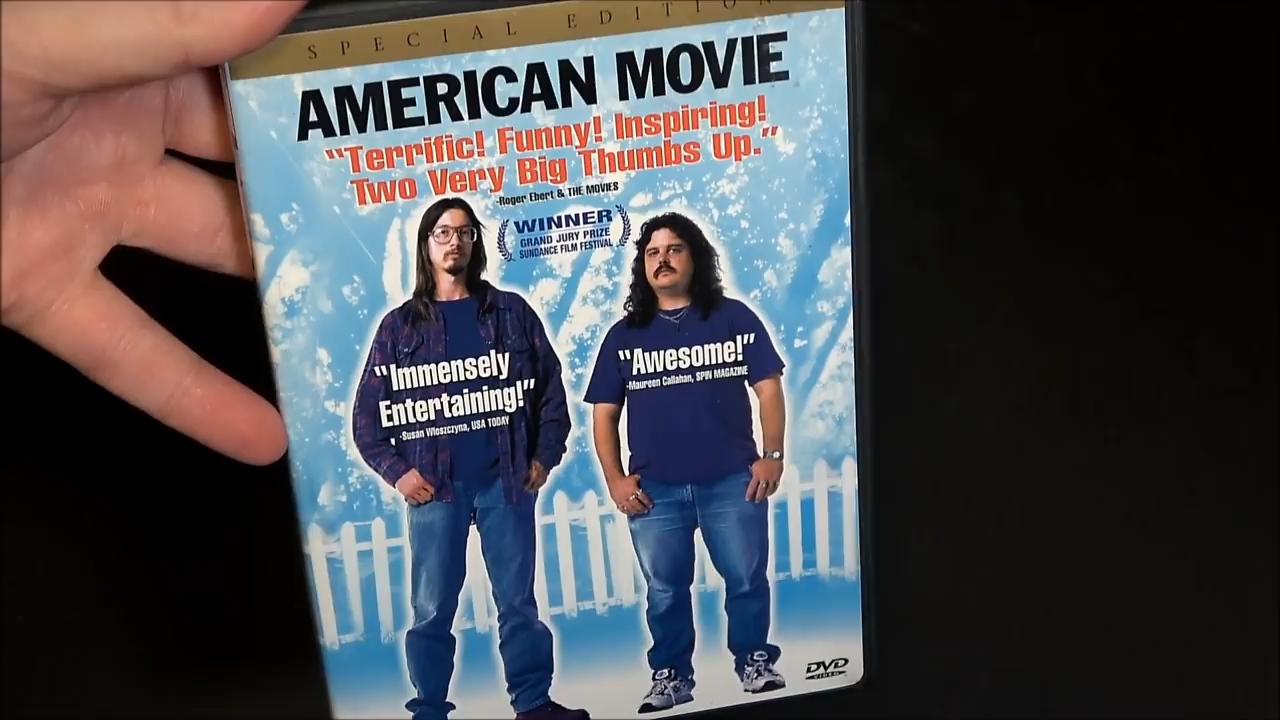 SPECIAL EDITION
AMERICAN MOVIE
"Terrific! Funny! Inspiring!
Two Very Big Thumbs Up."
-Roger Ebert & THE MOVIES
WINNER
GRAND JURY PRIZE
SUNDANCE FILM FESTIVAL
"Immensely
Entertaining!"
-Susan Wloszczyna, USA TODAY
"Awesome!"
-Maureen Callahan, SPIN MAGAZINE
DVD
VIDEO